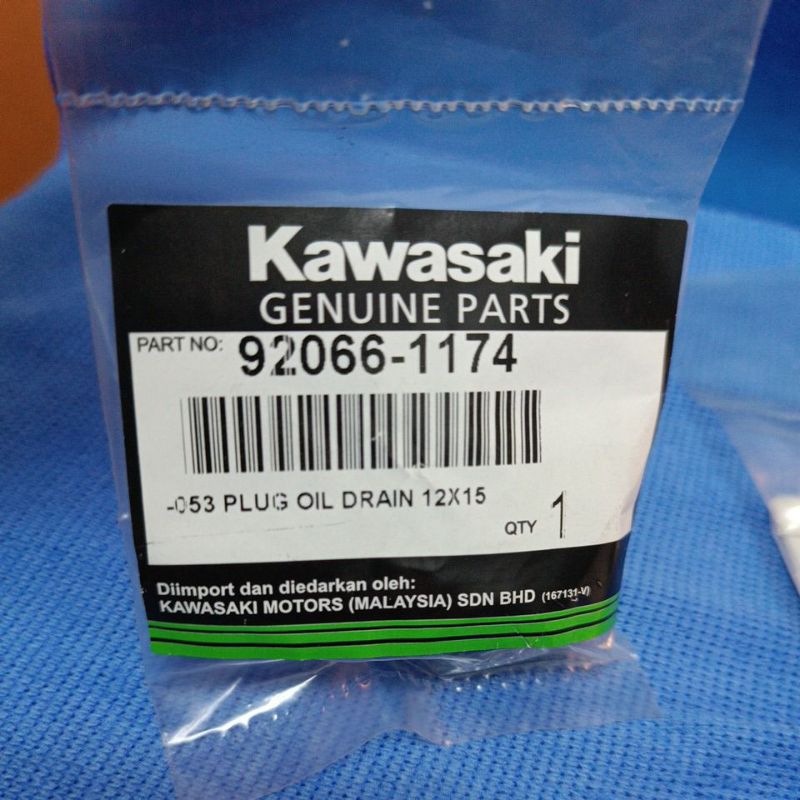 Kawasaki
GENUINE PARTS
PART NO: 92066-1174
-053 PLUG OIL DRAIN 12X15
QTY 1
Diimport dan diedarkan oleh:
KAWASAKI MOTORS (MALAYSIA) SDN BHD (167131-V)